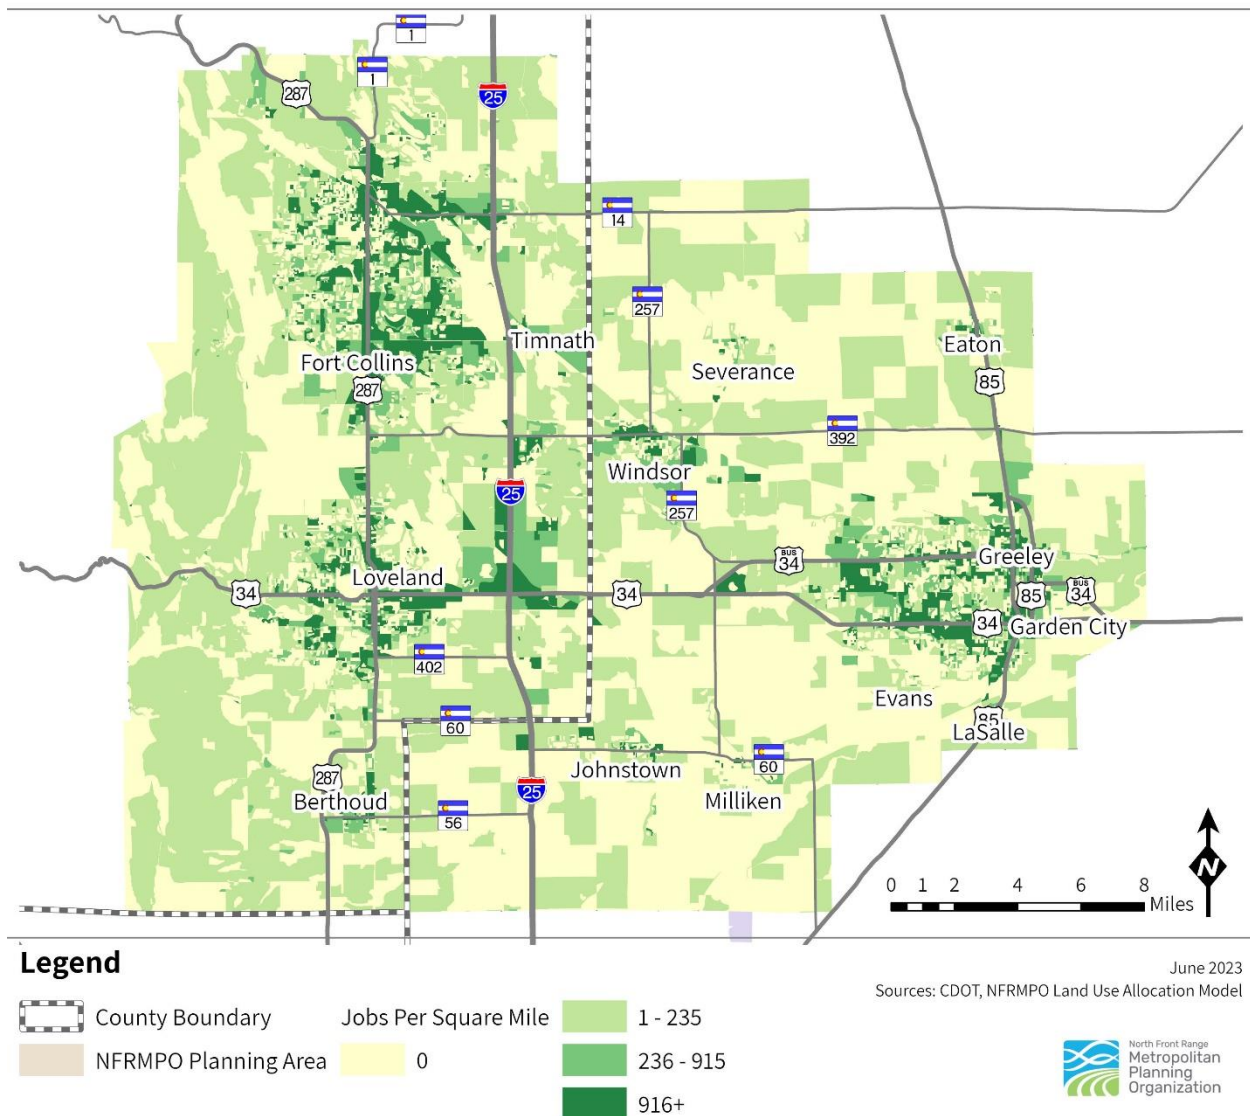 1
1
287
25
14
257
Timnath
Eaton
Fort Collins
Severance
287
85
392
Windsor
25
257
BUS
34
Greeley
Loveland
34
34
85
BUS
34
34
Garden City
402
Evans
60
85
LaSalle
Johnstown
60
287
25
Milliken
Berthoud
56
N
0 1 2 4 6 8
Miles
Legend
June 2023
Sources: CDOT, NFRMPO Land Use Allocation Model
County Boundary
Jobs Per Square Mile
1 - 235
NFRMPO Planning Area
0
236 - 915
916+
North Front Range
Metropolitan
Planning
Organization